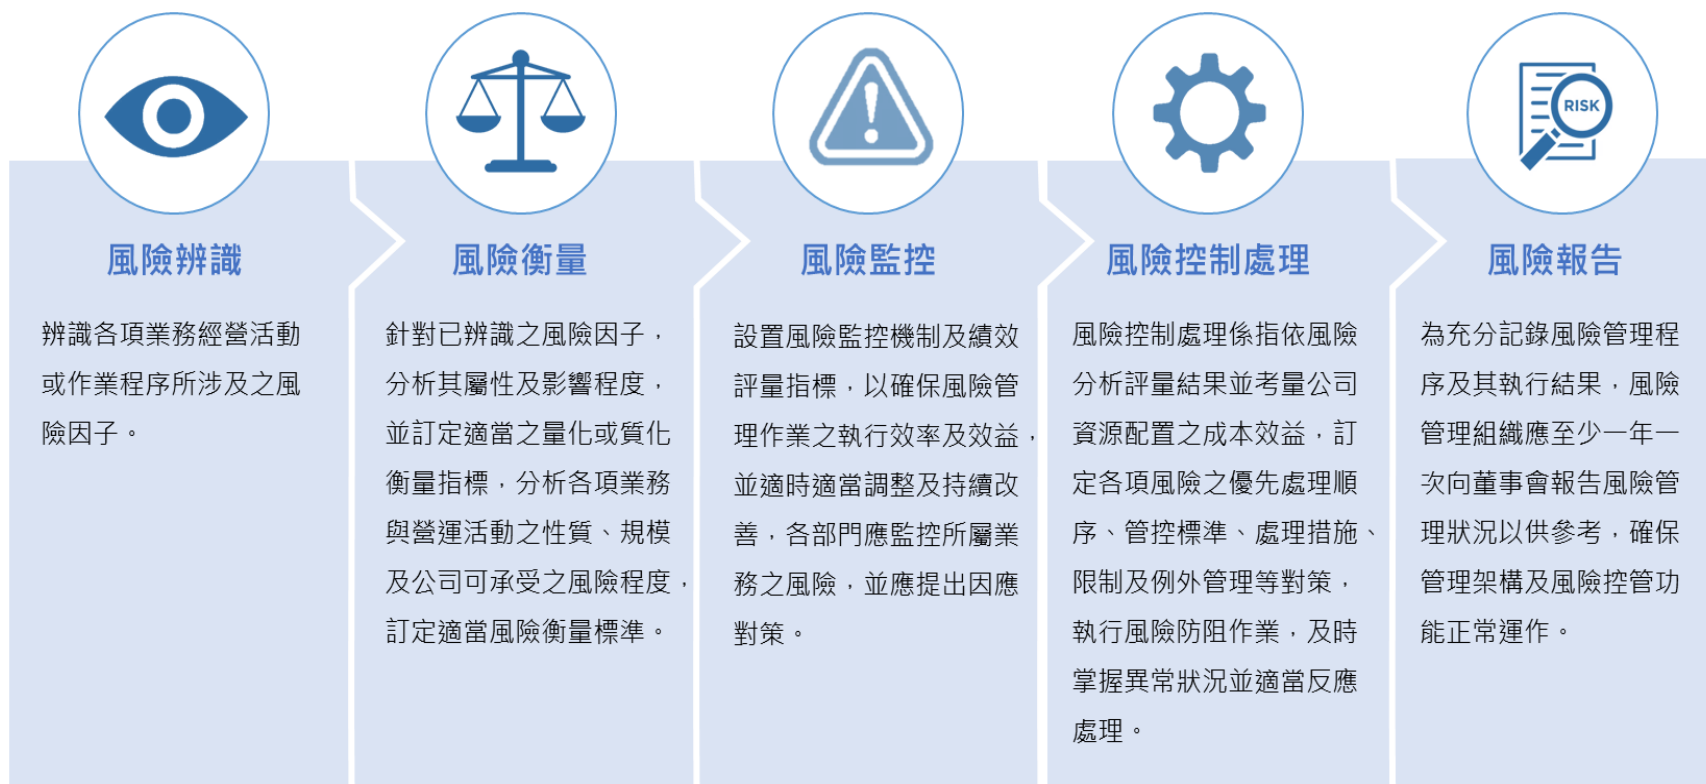 RISK
風險辨識
辨識各項業務經營活動
或作業程序所涉及之風
險因子。
風險衡量
針對已辨識之風險因子，
分析其屬性及影響程度，
並訂定適當之量化或質化
衡量指標，分析各項業務
與營運活動之性質、規模
及公司可承受之風險程度，
訂定適當風險衡量標準。
風險監控
設置風險監控機制及績效
評量指標，以確保風險管
理作業之執行效率及效益，
並適時適當調整及持續改
善，各部門應監控所屬業
務之風險，並應提出因應
對策。
風險控制處理
風險控制處理係指依風險
分析評量結果並考量公司
資源配置之成本效益，訂
定各項風險之優先處理順
序、管控標準、處理措施、
限制及例外管理等對策，
執行風險防阻作業，及時
掌握異常狀況並適當反應
處理。
風險報告
為充分記錄風險管理程
序及其執行結果，風險
管理組織應至少一年一
次向董事會報告風險管
理狀況以供參考，確保
管理架構及風險控管功
能正常運作。